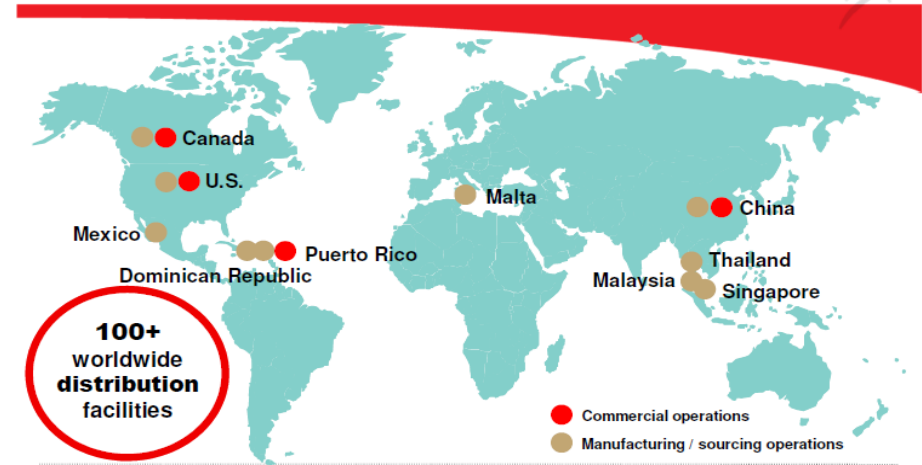 Canada
U.S.
Malta
China
Mexico
Puerto Rico
Dominican Republic
Thailand
Malaysia
Singapore
100+
worldwide
distribution
facilities
Commercial operations
Manufacturing / sourcing operations